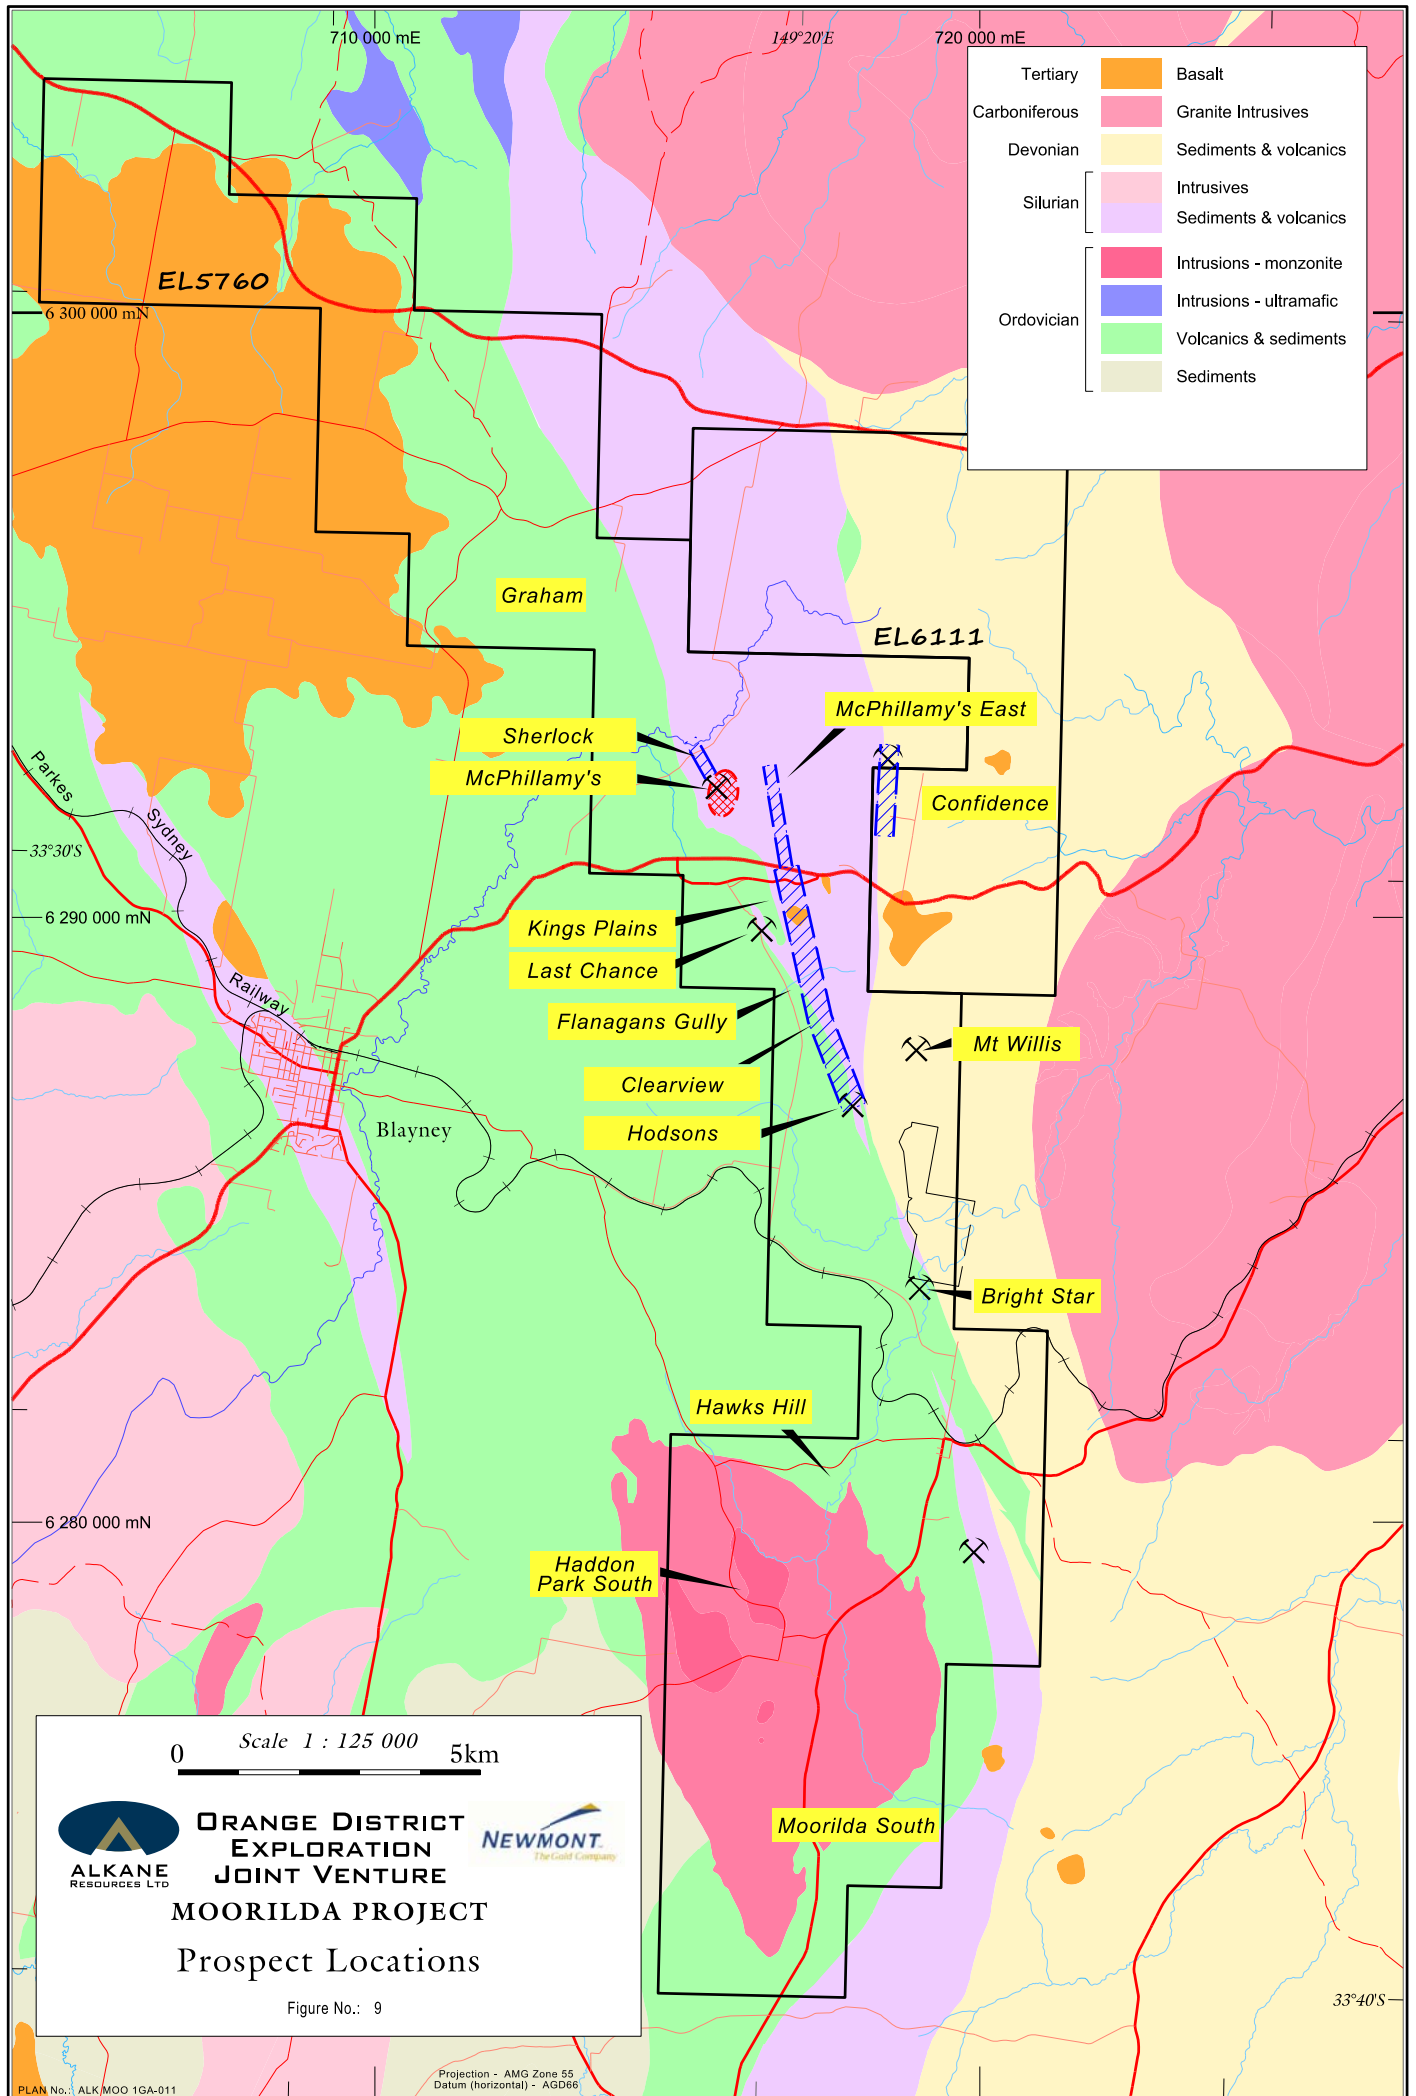 710 000 mE
149°20'E
720 000 mE
Tertiary
Basalt
Carboniferous
Granite Intrusives
Devonian
Sediments & volcanics
Silurian
Intrusives
Sediments & volcanics
Ordovician
Intrusions - monzonite
Intrusions - ultramafic
Volcanics & sediments
Sediments
EL5760
6 300 000 mN
Graham
EL6111
McPhillamy's East
Sherlock
McPhillamy's
Confidence
Parkes
Sydney
Railway
33°30'S
6 290 000 mN
Kings Plains
Last Chance
Flanagans Gully
Mt Willis
Clearview
Hodsons
Blayney
Bright Star
Hawks Hill
6 280 000 mN
Haddon
Park South
Moorilda South
Scale 1 : 125 000
0
5km
ALKANE
RESOURCES LTD
ORANGE DISTRICT
EXPLORATION
JOINT VENTURE
NEWMONT
The Gold Company
MOORILDA PROJECT
Prospect Locations
Figure No.: 9
33°40'S
Projection - AMG Zone 55
Datum (horizontal) - AGD66
PLAN No.: ALK MOO 1GA-011